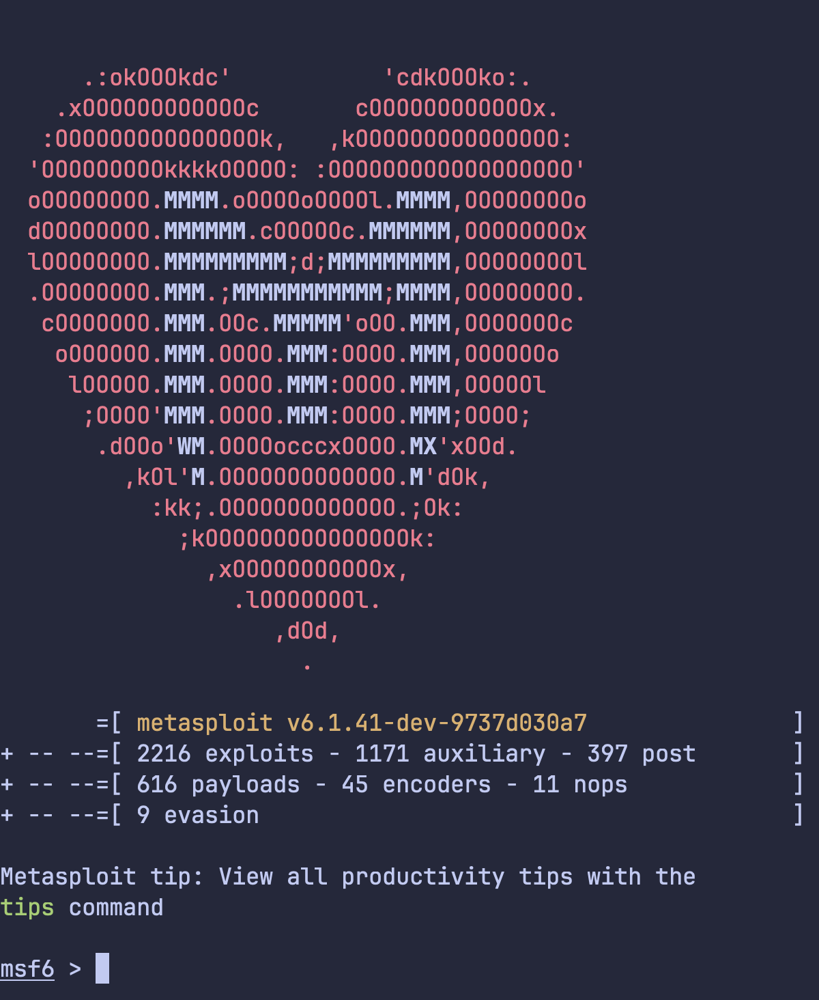 .:okOOOkdc'           'cdkOOOko:.
    .xOOOOOOOOOOOOc       cOOOOOOOOOOOOx.
   :OOOOOOOOOOOOOOOk,   ,kOOOOOOOOOOOOOOO:
  'OOOOOOOOOkkkkOOOOO: :OOOOOOOOOOOOOOOOOO'
  oOOOOOOOO.MMMM.oOOOOoOOOOl.MMMM,OOOOOOOOo
  dOOOOOOOO.MMMMMM.cOOOOOc.MMMMMM,OOOOOOOOx
  lOOOOOOOO.MMMMMMMMM;d;MMMMMMMMM,OOOOOOOOl
  .OOOOOOOO.MMM.;MMMMMMMMMMM;MMMM,OOOOOOOO.
   cOOOOOOO.MMM.OOc.MMMMM'oOO.MMM,OOOOOOOc
    oOOOOOO.MMM.OOOO.MMM:OOOO.MMM,OOOOOOo
     lOOOOO.MMM.OOOO.MMM:OOOO.MMM,OOOOOl
      ;OOOO'MMM.OOOO.MMM:OOOO.MMM;OOOO;
       .dOOo'WM.OOOOocccxOOOO.MX'xOOd.
         ,kOl'M.OOOOOOOOOOOOO.M'dOk,
           :kk;.OOOOOOOOOOOOO.;Ok:
             ;kOOOOOOOOOOOOOOOk:
               ,xOOOOOOOOOOOx,
                 .lOOOOOOOl.
                    ,dOd,
                      .
       =[ metasploit v6.1.41-dev-9737d030a7               ]
+ -- --=[ 2216 exploits - 1171 auxiliary - 397 post       ]
+ -- --=[ 616 payloads - 45 encoders - 11 nops            ]
+ -- --=[ 9 evasion                                       ]
Metasploit tip: View all productivity tips with the
tips command
msf6 >